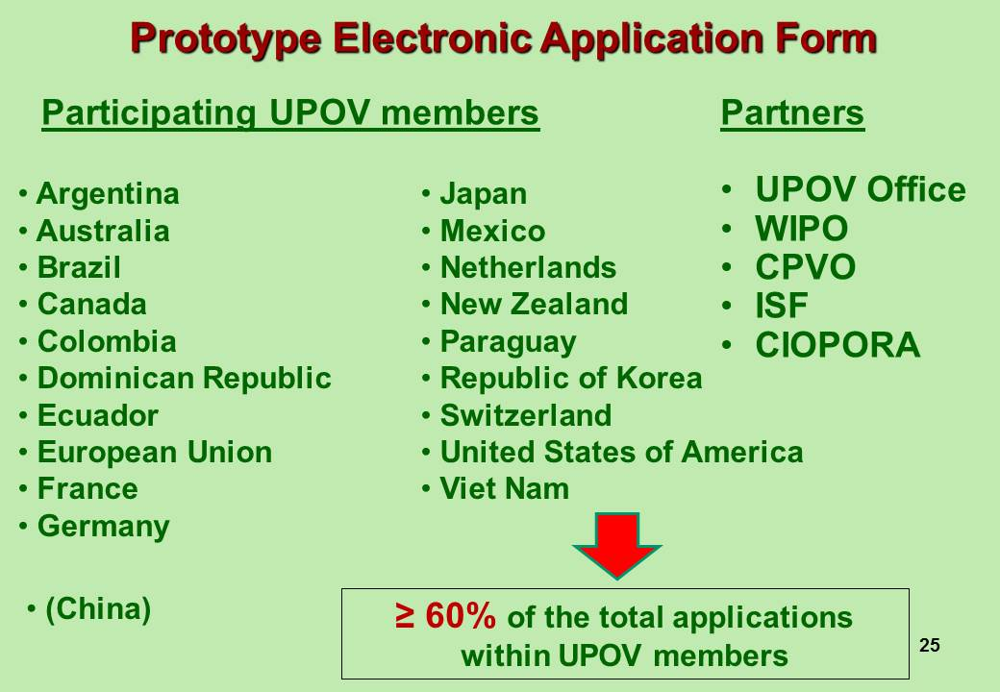 Prototype Electronic Application Form
Participating UPOV members
• Argentina
• Australia
• Brazil
• Canada
• Colombia
• Dominican Republic
• Ecuador
• European Union
• France
• Germany
• (China)
• Japan
• Mexico
• Netherlands
• New Zealand
• Paraguay
• Republic of Korea
• Switzerland
• United States of America
• Viet Nam
Partners
• UPOV Office
• WIPO
• CPVO
• ISF
• CIOPORA
≥ 60% of the total applications
within UPOV members
25